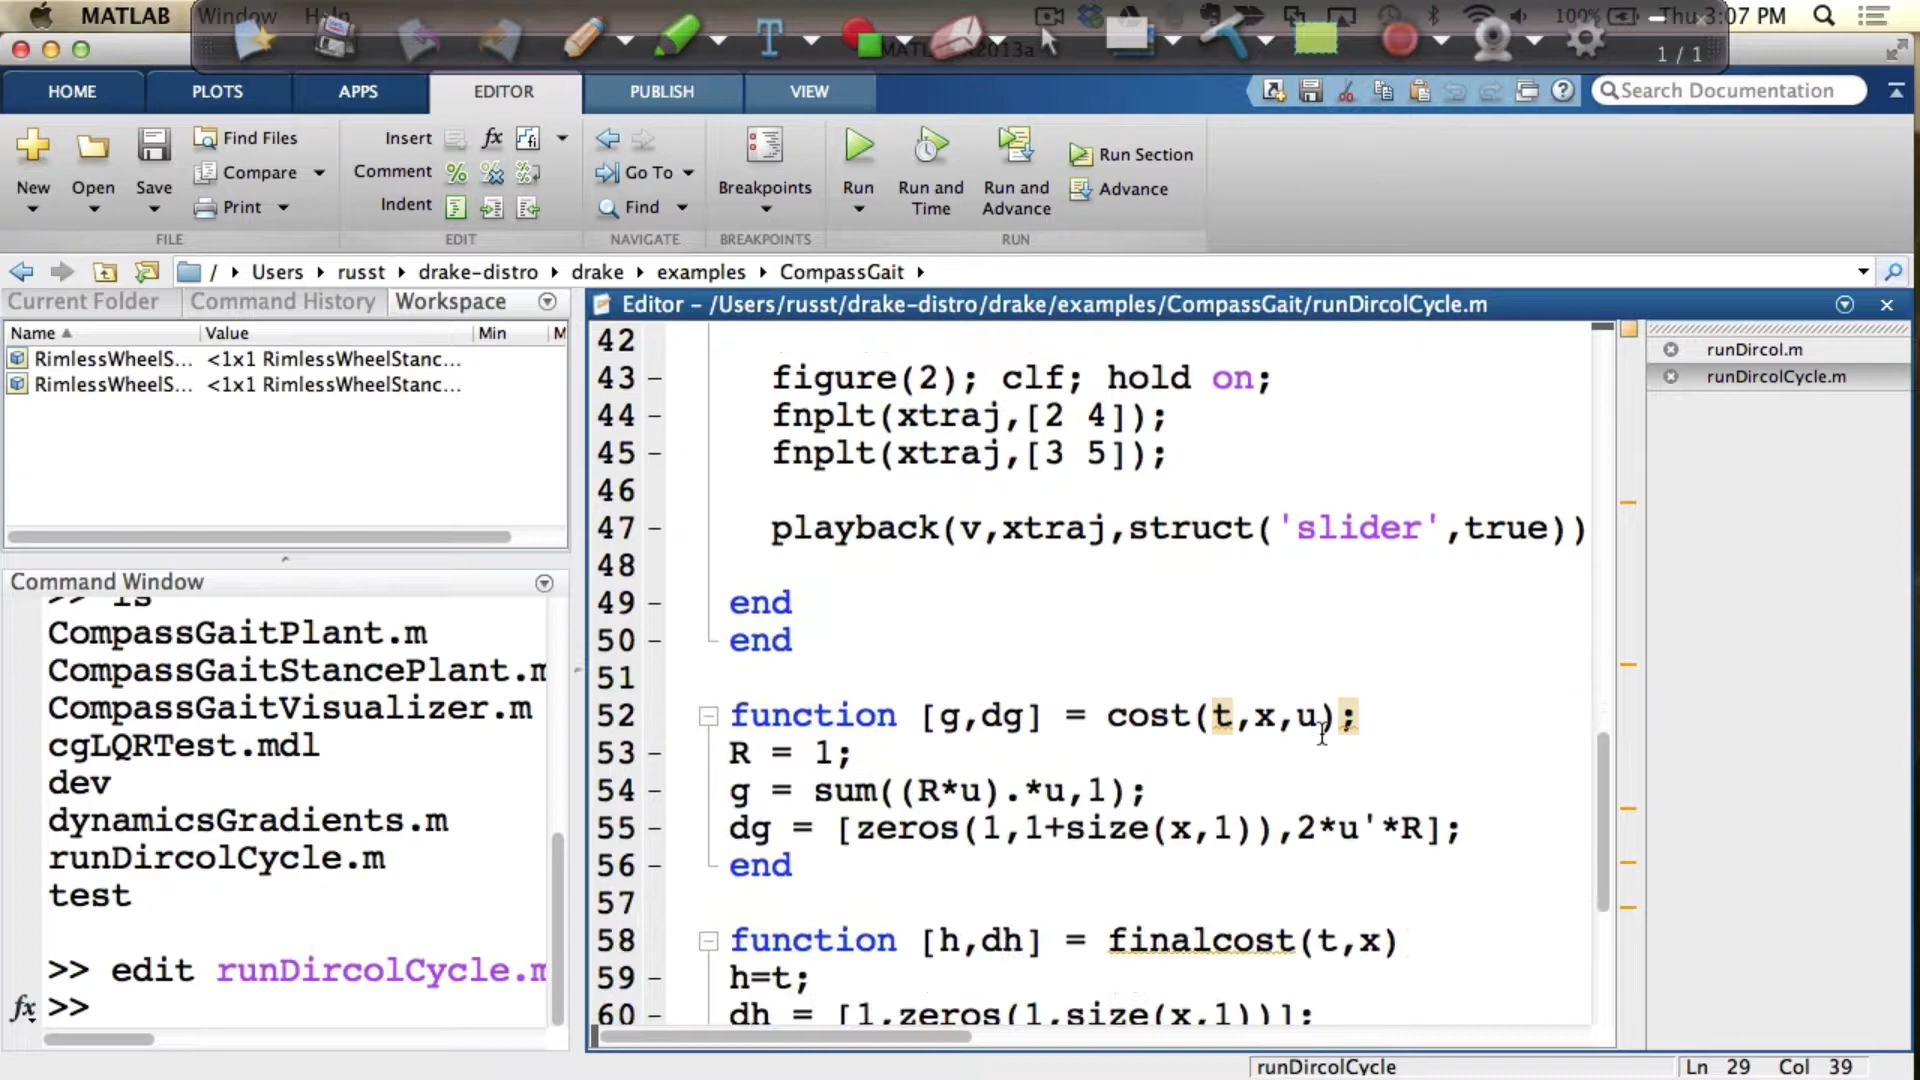 MATLAB Window Help 100% Thu 3:07 PM
MATLAB R2013a
1 / 1
HOME PLOTS APPS EDITOR PUBLISH VIEW Search Documentation
New Open Save Find Files Compare Print
Insert fx Comment Indent
Go To Find
Breakpoints
Run Run and Time Run and Advance Run Section Advance
FILE EDIT NAVIGATE BREAKPOINTS RUN
/ Users russt drake-distro drake examples CompassGait
Current Folder Command History Workspace
Name Value Min M
RimlessWheelS... <1x1 RimlessWheelStanc...
RimlessWheelS... <1x1 RimlessWheelStanc...
Command Window
>> ls
CompassGaitPlant.m
CompassGaitStancePlant.m
CompassGaitVisualizer.m
cgLQRTest.mdl
dev
dynamicsGradients.m
runDircolCycle.m
test
>> edit runDircolCycle.m
fx >>
Editor - /Users/russt/drake-distro/drake/examples/CompassGait/runDircolCycle.m
42
43 - figure(2); clf; hold on;
44 - fnplt(xtraj,[2 4]);
45 - fnplt(xtraj,[3 5]);
46
47 - playback(v,xtraj,struct('slider',true))
48
49 - end
50 - end
51
52 function [g,dg] = cost(t,x,u);
53 - R = 1;
54 - g = sum((R*u).*u,1);
55 - dg = [zeros(1,1+size(x,1)),2*u'*R];
56 - end
57
58 function [h,dh] = finalcost(t,x)
59 - h=t;
60 - dh = [1,zeros(1,size(x,1))];
runDircol.m
runDircolCycle.m
runDircolCycle Ln 29 Col 39